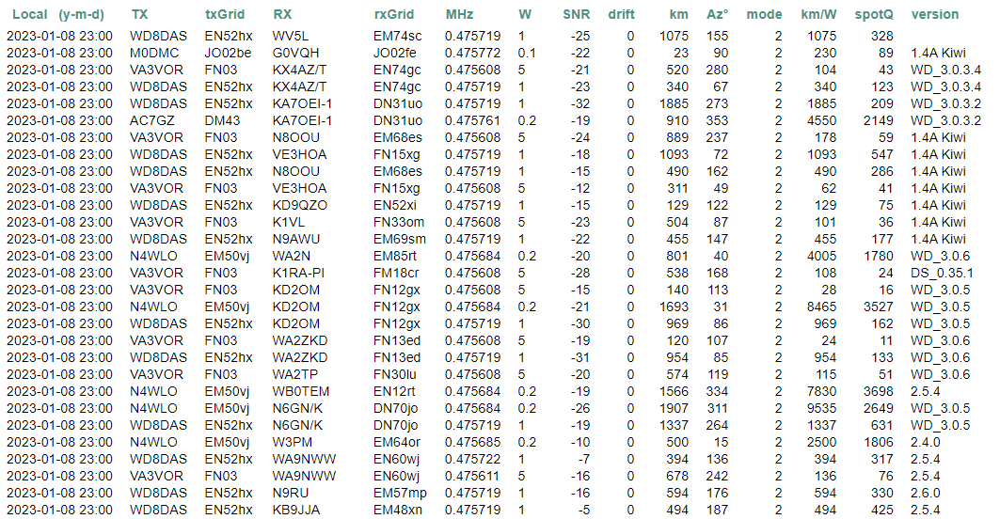 Local (y-m-d) TX txGrid RX rxGrid MHz W SNR drift km Az° mode km/W spotQ version
2023-01-08 23:00 WD8DAS EN52hx WV5L EM74sc 0.475719 1 -25 0 1075 155 2 1075 328
2023-01-08 23:00 M0DMC JO02be G0VQH JO02fe 0.475772 0.1 -22 0 23 90 2 230 89 1.4A Kiwi
2023-01-08 23:00 VA3VOR FN03 KX4AZ/T EN74gc 0.475608 5 -21 0 520 280 2 104 43 WD_3.0.3.4
2023-01-08 23:00 WD8DAS EN52hx KX4AZ/T EN74gc 0.475719 1 -23 0 340 67 2 340 123 WD_3.0.3.4
2023-01-08 23:00 WD8DAS EN52hx KA7OEI-1 DN31uo 0.475719 1 -32 0 1885 273 2 1885 209 WD_3.0.3.2
2023-01-08 23:00 AC7GZ DM43 KA7OEI-1 DN31uo 0.475761 0.2 -19 0 910 353 2 4550 2149 WD_3.0.3.2
2023-01-08 23:00 VA3VOR FN03 N8OOU EM68es 0.475608 5 -24 0 889 237 2 178 59 1.4A Kiwi
2023-01-08 23:00 WD8DAS EN52hx VE3HOA FN15xg 0.475719 1 -18 0 1093 72 2 1093 547 1.4A Kiwi
2023-01-08 23:00 WD8DAS EN52hx N8OOU EM68es 0.475719 1 -15 0 490 162 2 490 286 1.4A Kiwi
2023-01-08 23:00 VA3VOR FN03 VE3HOA FN15xg 0.475608 5 -12 0 311 49 2 62 41 1.4A Kiwi
2023-01-08 23:00 WD8DAS EN52hx KD9QZO EN52xi 0.475719 1 -15 0 129 122 2 129 75 1.4A Kiwi
2023-01-08 23:00 VA3VOR FN03 K1VL FN33om 0.475608 5 -23 0 504 87 2 101 36 1.4A Kiwi
2023-01-08 23:00 WD8DAS EN52hx N9AWU EM69sm 0.475719 1 -22 0 455 147 2 455 177 1.4A Kiwi
2023-01-08 23:00 N4WLO EM50vj WA2N EM85rt 0.475684 0.2 -20 0 801 40 2 4005 1780 WD_3.0.6
2023-01-08 23:00 VA3VOR FN03 K1RA-PI FM18cr 0.475608 5 -28 0 538 168 2 108 24 DS_0.35.1
2023-01-08 23:00 VA3VOR FN03 KD2OM FN12gx 0.475608 5 -15 0 140 113 2 28 16 WD_3.0.5
2023-01-08 23:00 N4WLO EM50vj KD2OM FN12gx 0.475684 0.2 -21 0 1693 31 2 8465 3527 WD_3.0.5
2023-01-08 23:00 WD8DAS EN52hx KD2OM FN12gx 0.475719 1 -30 0 969 86 2 969 162 WD_3.0.5
2023-01-08 23:00 VA3VOR FN03 WA2ZKD FN13ed 0.475608 5 -19 0 120 107 2 24 11 WD_3.0.6
2023-01-08 23:00 WD8DAS EN52hx WA2ZKD FN13ed 0.475719 1 -31 0 954 85 2 954 133 WD_3.0.6
2023-01-08 23:00 VA3VOR FN03 WA2TP FN30lu 0.475608 5 -20 0 574 119 2 115 51 WD_3.0.6
2023-01-08 23:00 N4WLO EM50vj WB0TEM EN12rt 0.475684 0.2 -19 0 1566 334 2 7830 3698 2.5.4
2023-01-08 23:00 N4WLO EM50vj N6GN/K DN70jo 0.475684 0.2 -26 0 1907 311 2 9535 2649 WD_3.0.5
2023-01-08 23:00 WD8DAS EN52hx N6GN/K DN70jo 0.475719 1 -19 0 1337 264 2 1337 631 WD_3.0.5
2023-01-08 23:00 N4WLO EM50vj W3PM EM64or 0.475685 0.2 -10 0 500 15 2 2500 1806 2.4.0
2023-01-08 23:00 WD8DAS EN52hx WA9NWW EN60wj 0.475722 1 -7 0 394 136 2 394 317 2.5.4
2023-01-08 23:00 VA3VOR FN03 WA9NWW EN60wj 0.475611 5 -16 0 678 242 2 136 76 2.5.4
2023-01-08 23:00 WD8DAS EN52hx N9RU EM57mp 0.475719 1 -16 0 594 176 2 594 330 2.6.0
2023-01-08 23:00 WD8DAS EN52hx KB9JJA EM48xn 0.475719 1 -5 0 494 187 2 494 425 2.5.4